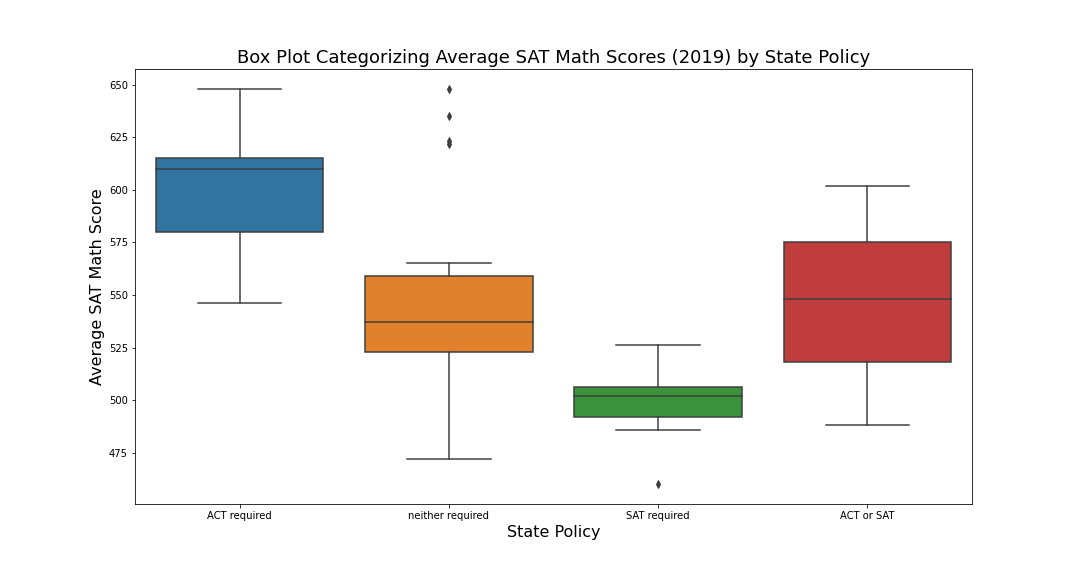 Box Plot Categorizing Average SAT Math Scores (2019) by State Policy
Average SAT Math Score
650
625
600
575
550
525
500
475
ACT required
neither required
SAT required
ACT or SAT
State Policy